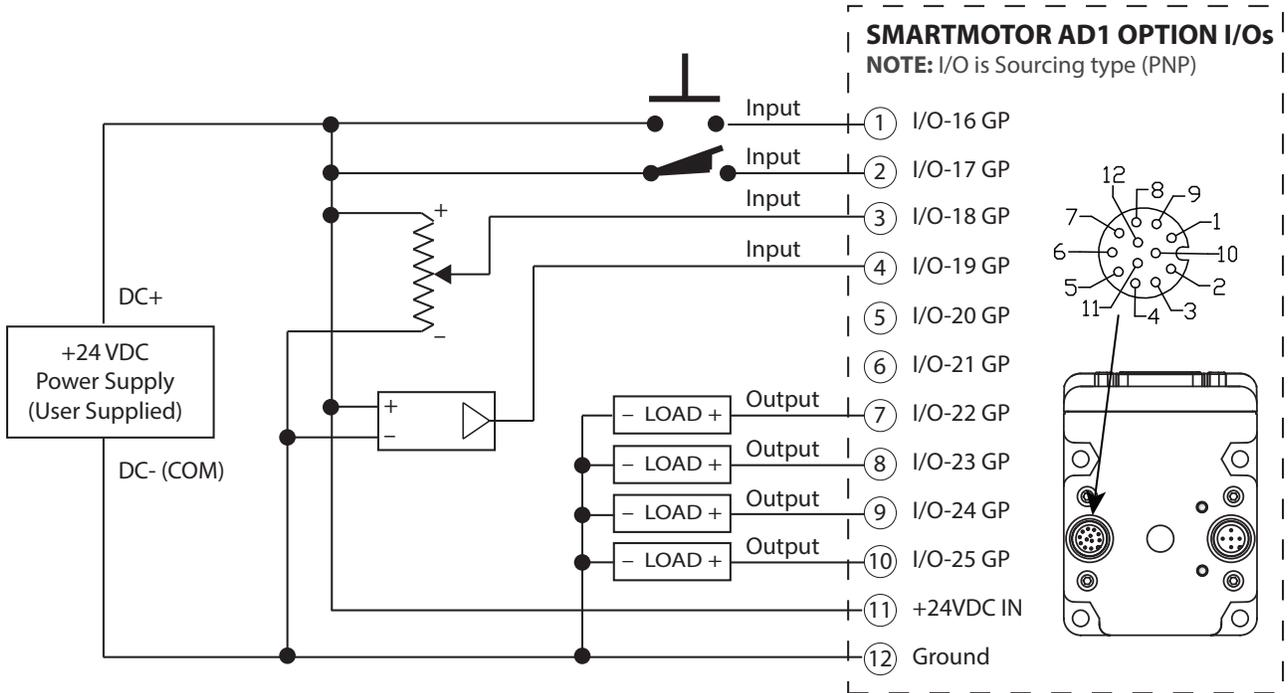 SMARTMOTOR AD1 OPTION I/Os
NOTE: I/O is Sourcing type (PNP)
Input
1 I/O-16 GP
Input
2 I/O-17 GP
Input
3 I/O-18 GP
Input
4 I/O-19 GP
5 I/O-20 GP
6 I/O-21 GP
− LOAD +
Output
7 I/O-22 GP
− LOAD +
Output
8 I/O-23 GP
− LOAD +
Output
9 I/O-24 GP
− LOAD +
Output
10 I/O-25 GP
11 +24VDC IN
12 Ground
+
−
+
−
DC+
+24 VDC
Power Supply
(User Supplied)
DC- (COM)
12
8
9
7
1
6
10
5
2
11
4
3